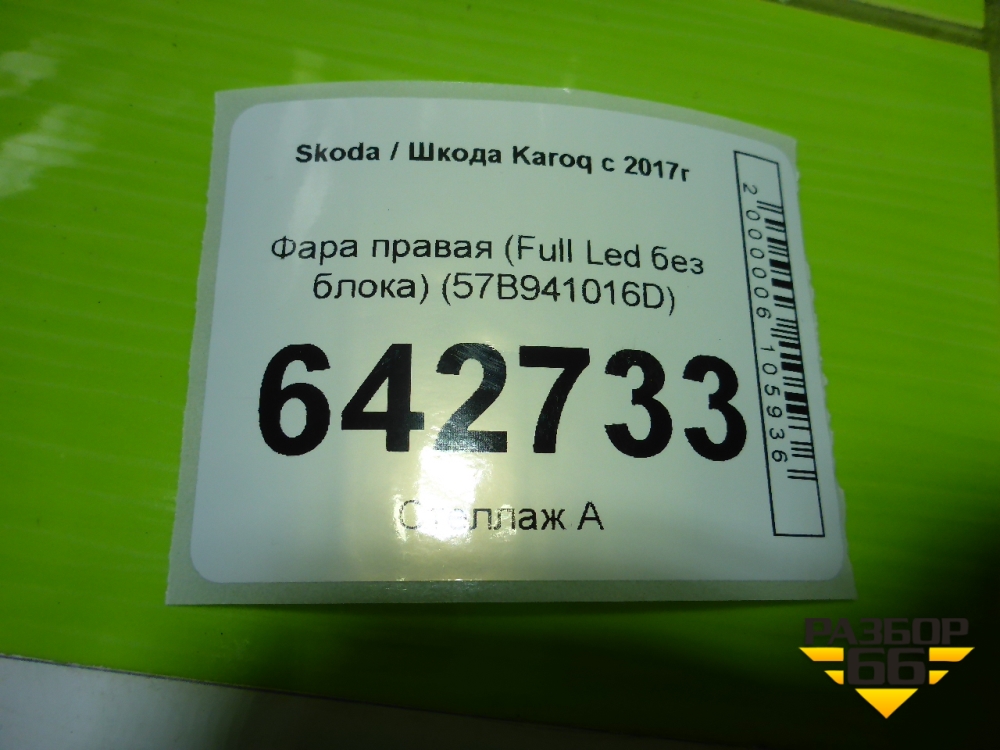 Skoda / Шкода Karoq с 2017г
Фара правая (Full Led без
блока) (57B941016D)
642733
Стеллаж А
2000006105936
РАЗБОР
66